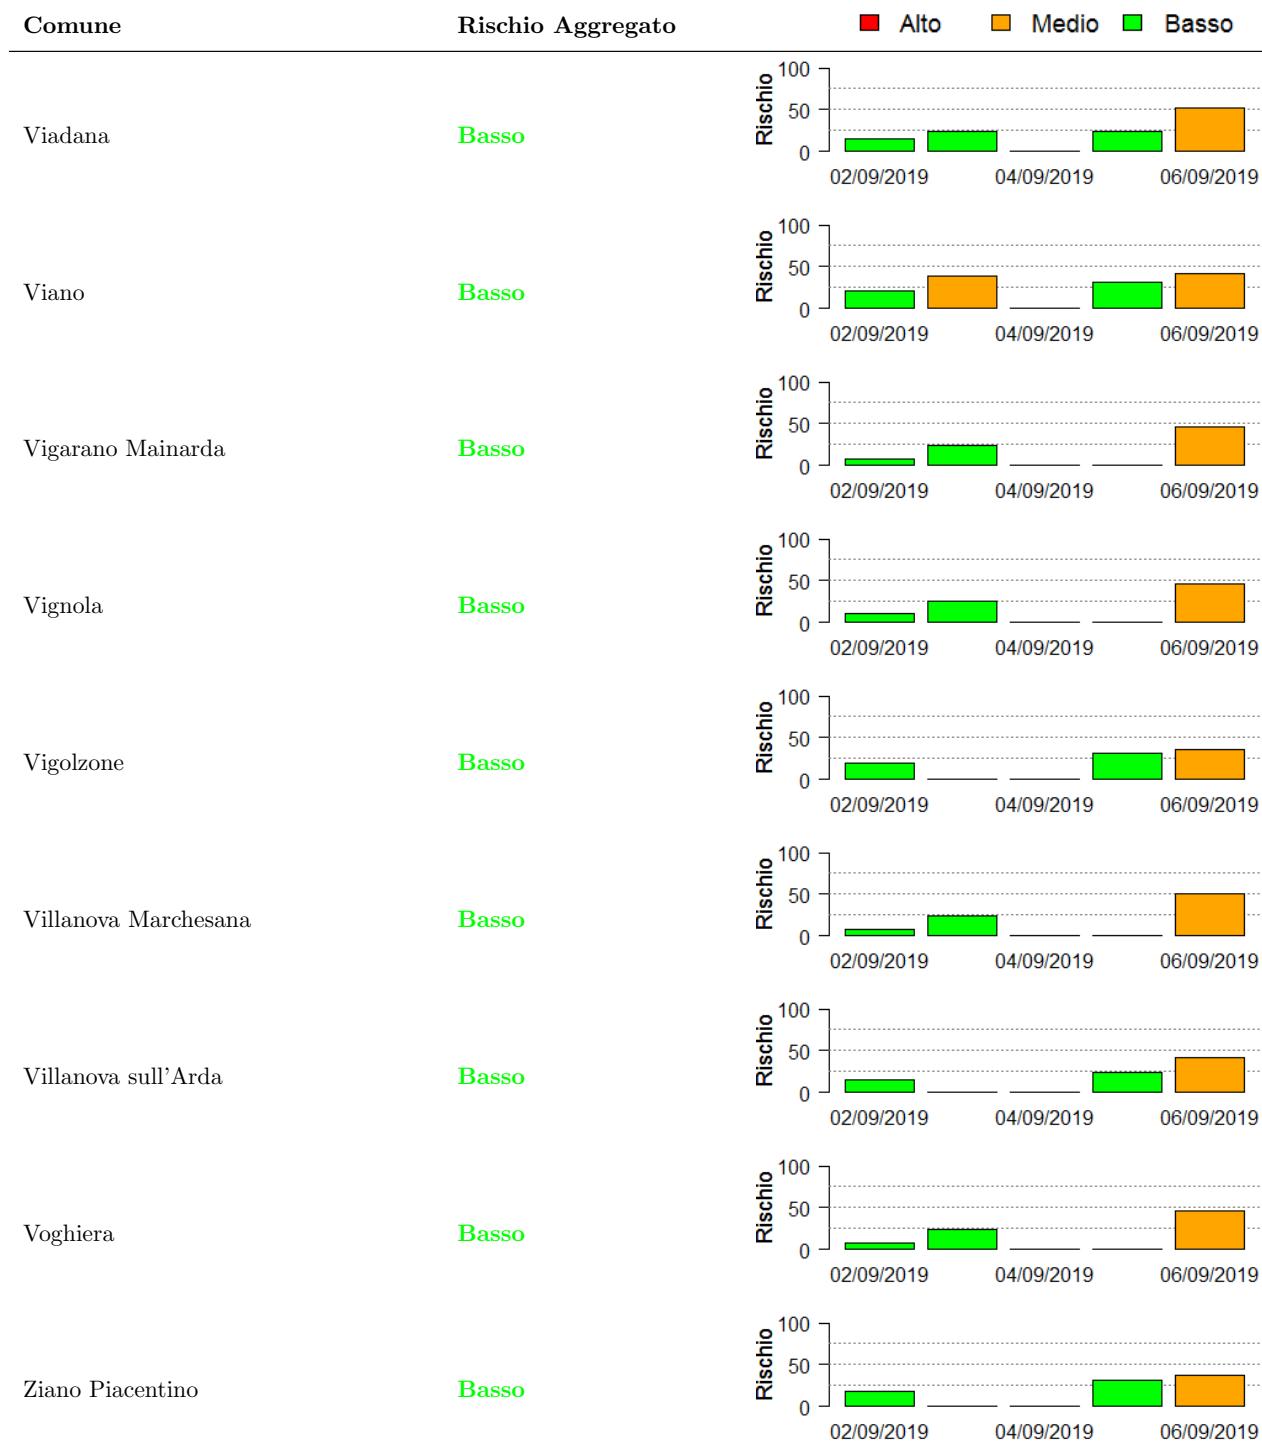 Comune Rischio Aggregato Alto Medio Basso
Viadana Basso Rischio 100 50 0
02/09/2019 04/09/2019 06/09/2019
Viano Basso Rischio 100 50 0
02/09/2019 04/09/2019 06/09/2019
Vigarano Mainarda Basso Rischio 100 50 0
02/09/2019 04/09/2019 06/09/2019
Vignola Basso Rischio 100 50 0
02/09/2019 04/09/2019 06/09/2019
Vigolzone Basso Rischio 100 50 0
02/09/2019 04/09/2019 06/09/2019
Villanova Marchesana Basso Rischio 100 50 0
02/09/2019 04/09/2019 06/09/2019
Villanova sull'Arda Basso Rischio 100 50 0
02/09/2019 04/09/2019 06/09/2019
Voghiera Basso Rischio 100 50 0
02/09/2019 04/09/2019 06/09/2019
Ziano Piacentino Basso Rischio 100 50 0
02/09/2019 04/09/2019 06/09/2019